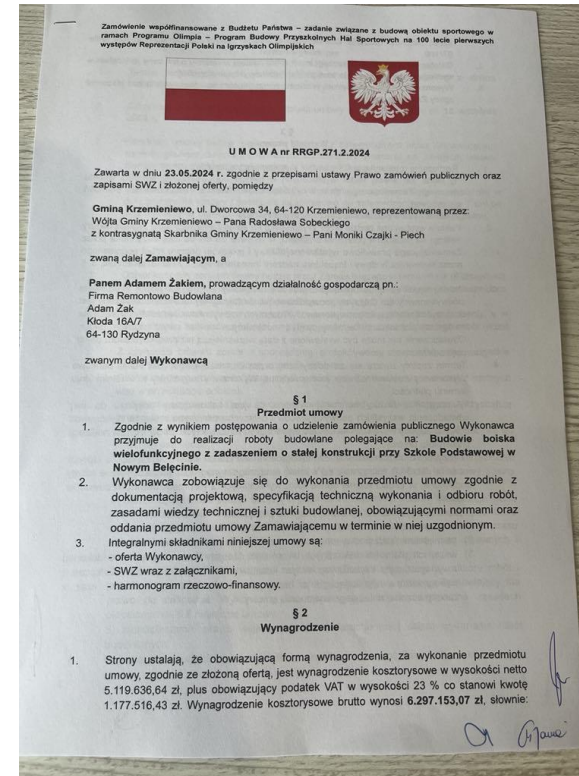 Zamówienie współfinansowane z Budżetu Państwa – zadanie związane z budową obiektu sportowego w
ramach Programu Olimpia – Program Budowy Przyszkolnych Hal Sportowych na 100 lecie pierwszych
występów Reprezentacji Polski na Igrzyskach Olimpijskich
U M O W A nr RRGP.271.2.2024
Zawarta w dniu 23.05.2024 r. zgodnie z przepisami ustawy Prawo zamówień publicznych oraz
zapisami SWZ i złożonej oferty, pomiędzy
Gminą Krzemieniewo, ul. Dworcowa 34, 64-120 Krzemieniewo, reprezentowaną przez:
Wójta Gminy Krzemieniewo – Pana Radosława Sobeckiego
z kontrasygnatą Skarbnika Gminy Krzemieniewo – Pani Moniki Czajki - Piech
zwaną dalej Zamawiającym, a
Panem Adamem Żakiem, prowadzącym działalność gospodarczą pn.:
Firma Remontowo Budowlana
Adam Żak
Kłoda 16A/7
64-130 Rydzyna
zwanym dalej Wykonawcą
§ 1
Przedmiot umowy
1. Zgodnie z wynikiem postępowania o udzielenie zamówienia publicznego Wykonawca
przyjmuje do realizacji roboty budowlane polegające na: Budowie boiska
wielofunkcyjnego z zadaszeniem o stałej konstrukcji przy Szkole Podstawowej w
Nowym Belęcinie.
2. Wykonawca zobowiązuje się do wykonania przedmiotu umowy zgodnie z
dokumentacją projektową, specyfikacją techniczną wykonania i odbioru robót,
zasadami wiedzy technicznej i sztuki budowlanej, obowiązującymi normami oraz
oddania przedmiotu umowy Zamawiającemu w terminie w niej uzgodnionym.
3. Integralnymi składnikami niniejszej umowy są:
- oferta Wykonawcy,
- SWZ wraz z załącznikami,
- harmonogram rzeczowo-finansowy.
§ 2
Wynagrodzenie
1. Strony ustalają, że obowiązującą formą wynagrodzenia, za wykonanie przedmiotu
umowy, zgodnie ze złożoną ofertą, jest wynagrodzenie kosztorysowe w wysokości netto
5.119.636,64 zł, plus obowiązujący podatek VAT w wysokości 23 % co stanowi kwotę
1.177.516,43 zł. Wynagrodzenie kosztorysowe brutto wynosi 6.297.153,07 zł, słownie: